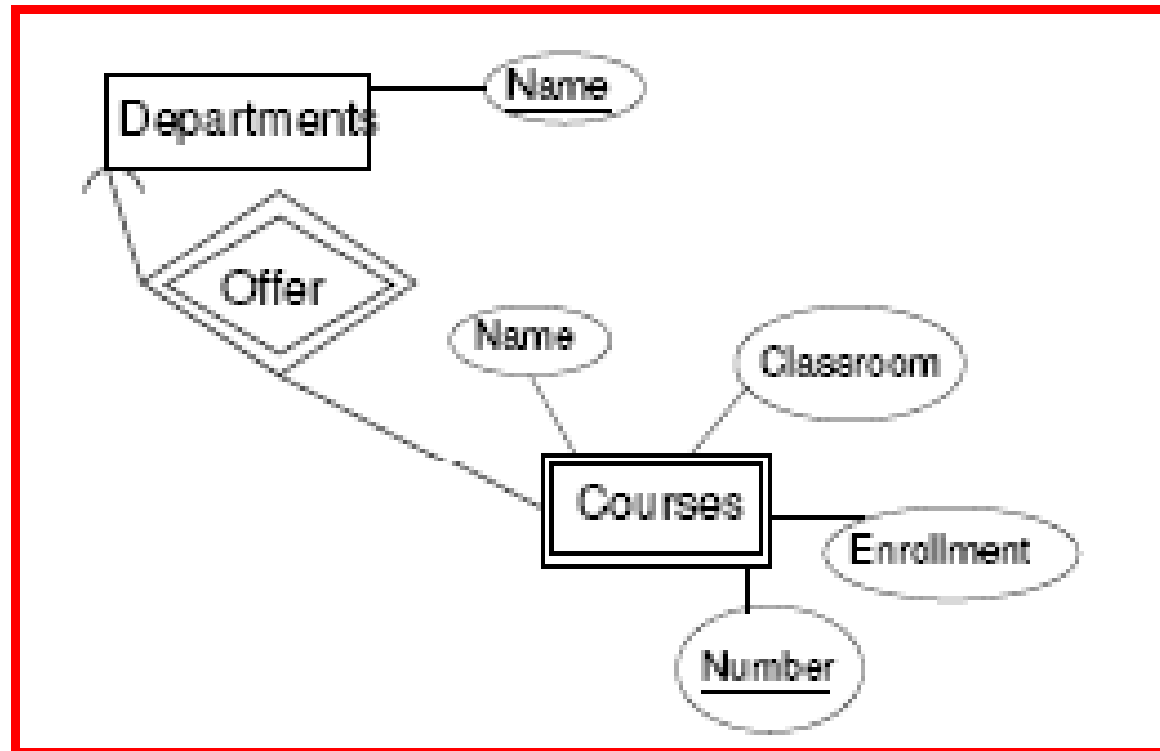 Name
Departments
Offer
Name
Classroom
Courses
Enrollment
Number